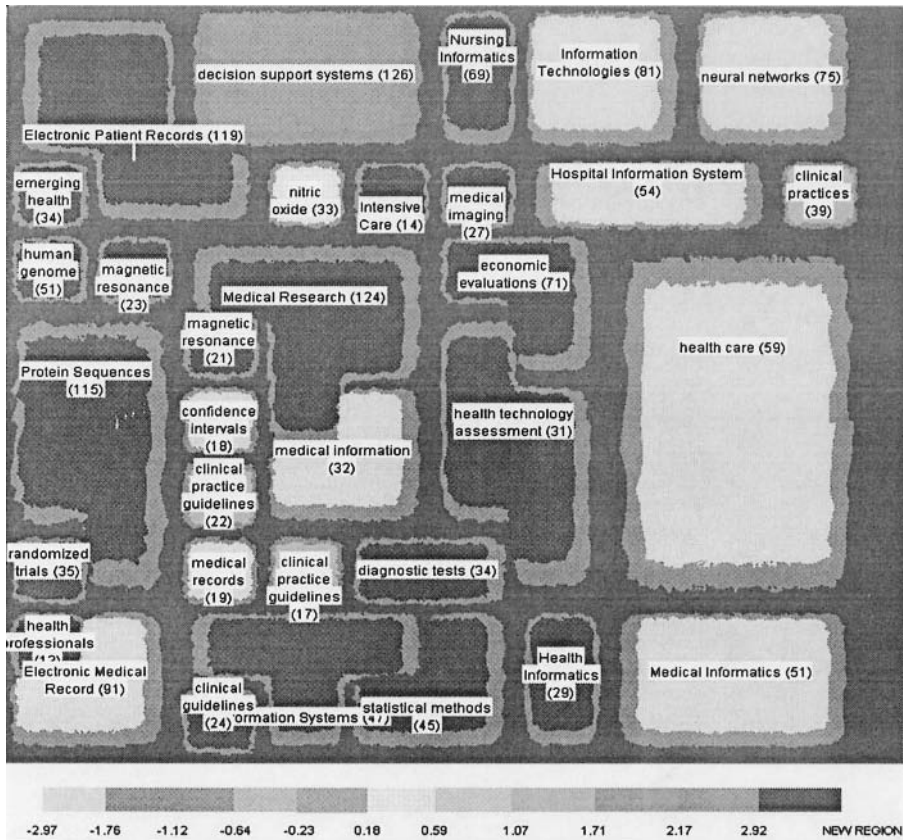 Nursing
Informatics
(69)
Information
Technologies (81)
decision support systems (126)
neural networks (75)
Electronic Patient Records (119)
emerging
health
(34)
nitric
oxide (33)
Intensive
Care (14)
medical
imaging
(27)
Hospital Information System
(54)
clinical
practices
(39)
human
genome
(51)
magnetic
resonance
(23)
Medical Research (124)
economic
evaluations (71)
magnetic
resonance
(21)
health care (59)
Protein Sequences
(115)
confidence
intervals
(18)
health technology
assessment (31)
medical information
(32)
clinical
practice
guidelines
(22)
randomized
trials (35)
medical
records
(19)
clinical
practice
guidelines
(17)
diagnostic tests (34)
health
professionals
Electronic Medical
Record (91)
clinical
guidelines
(24)
formation Systems (47)
statistical methods
(45)
Health
Informatics
(29)
Medical Informatics (51)
-2.97 -1.76 -1.12 -0.64 -0.23 0.18 0.59 1.07 1.71 2.17 2.92 NEW REGION